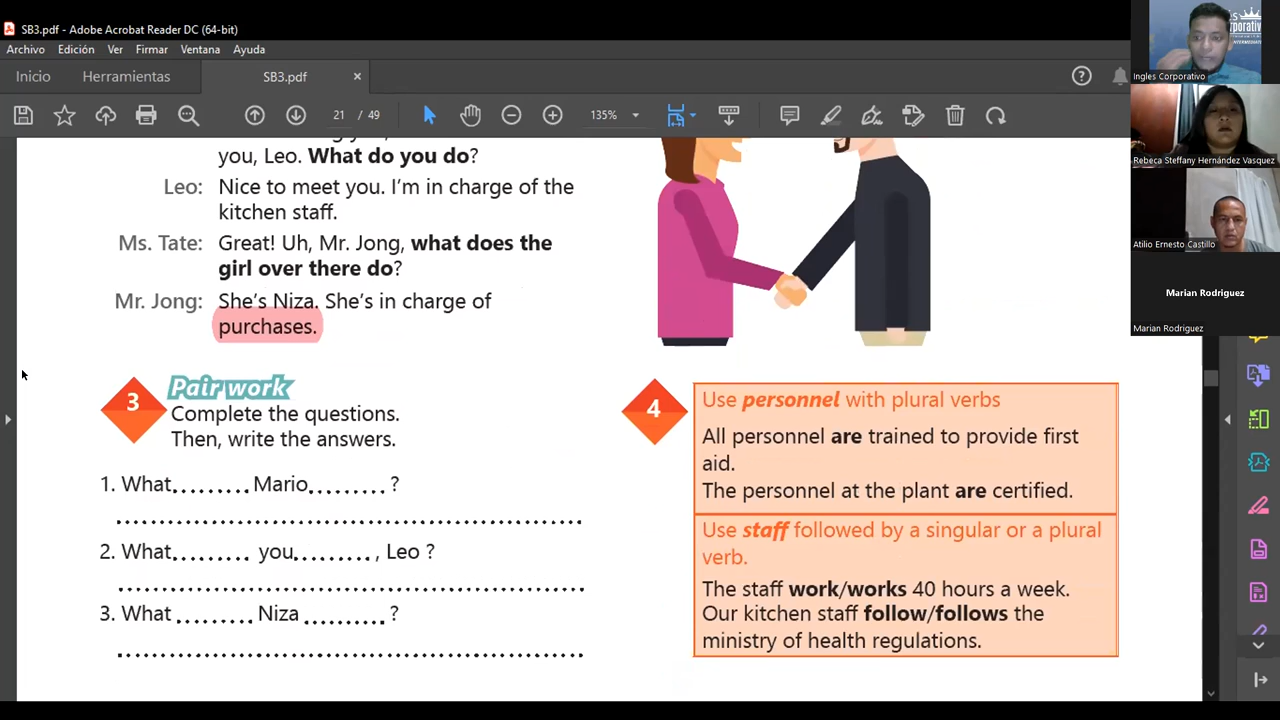 SB3.pdf - Adobe Acrobat Reader DC (64-bit)
Archivo Edición Ver Firmar Ventana Ayuda
Inicio Herramientas SB3.pdf ×
21 / 49 135%
you, Leo. What do you do?
Leo: Nice to meet you. I'm in charge of the
kitchen staff.
Ms. Tate: Great! Uh, Mr. Jong, what does the
girl over there do?
Mr. Jong: She's Niza. She's in charge of
purchases.
3 Pair work
Complete the questions.
Then, write the answers.
1. What......... Mario......... ?
2. What......... you........., Leo ?
3. What ......... Niza ......... ?
4
Use personnel with plural verbs
All personnel are trained to provide first
aid.
The personnel at the plant are certified.
Use staff followed by a singular or a plural
verb.
The staff work/works 40 hours a week.
Our kitchen staff follow/follows the
ministry of health regulations.
Ingles Corporativo
Rebeca Steffany Hernández Vasquez
Atilio Ernesto Castillo
Marian Rodriguez
Marian Rodriguez